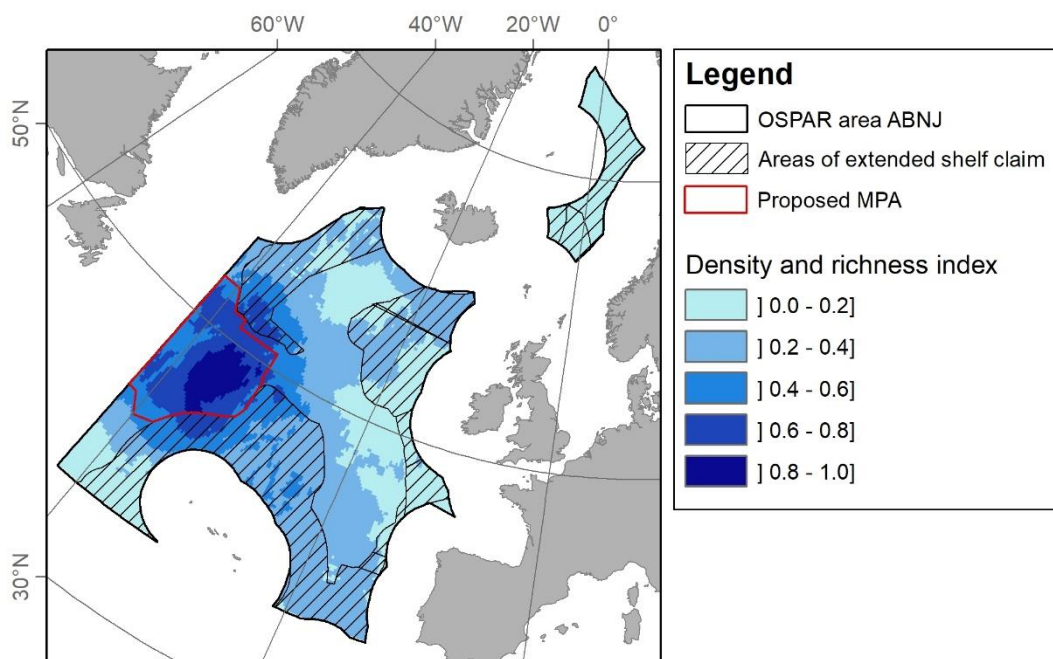 60°W
40°W
20°W
0°
50°N
30°N
Legend
OSPAR area ABNJ
Areas of extended shelf claim
Proposed MPA
Density and richness index
] 0.0 - 0.2]
] 0.2 - 0.4]
] 0.4 - 0.6]
] 0.6 - 0.8]
] 0.8 - 1.0]